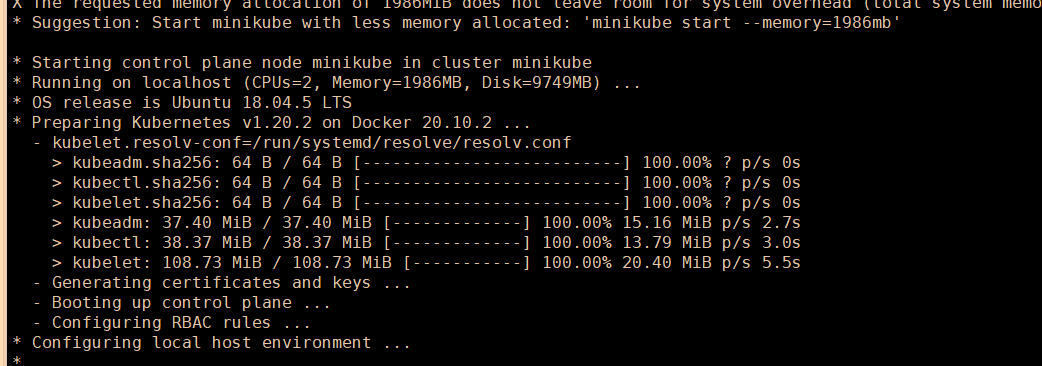 X The requested memory allocation of 1986MiB does not leave room for system overhead (total system memo
* Suggestion: Start minikube with less memory allocated: 'minikube start --memory=1986mb'
* Starting control plane node minikube in cluster minikube
* Running on localhost (CPUs=2, Memory=1986MB, Disk=9749MB) ...
* OS release is Ubuntu 18.04.5 LTS
* Preparing Kubernetes v1.20.2 on Docker 20.10.2 ...
  - kubelet.resolv-conf=/run/systemd/resolve/resolv.conf
    > kubeadm.sha256: 64 B / 64 B [--------------------------] 100.00% ? p/s 0s
    > kubectl.sha256: 64 B / 64 B [--------------------------] 100.00% ? p/s 0s
    > kubelet.sha256: 64 B / 64 B [--------------------------] 100.00% ? p/s 0s
    > kubeadm: 37.40 MiB / 37.40 MiB [-------------] 100.00% 15.16 MiB p/s 2.7s
    > kubectl: 38.37 MiB / 38.37 MiB [-------------] 100.00% 13.79 MiB p/s 3.0s
    > kubelet: 108.73 MiB / 108.73 MiB [-----------] 100.00% 20.40 MiB p/s 5.5s
  - Generating certificates and keys ...
  - Booting up control plane ...
  - Configuring RBAC rules ...
* Configuring local host environment ...
*